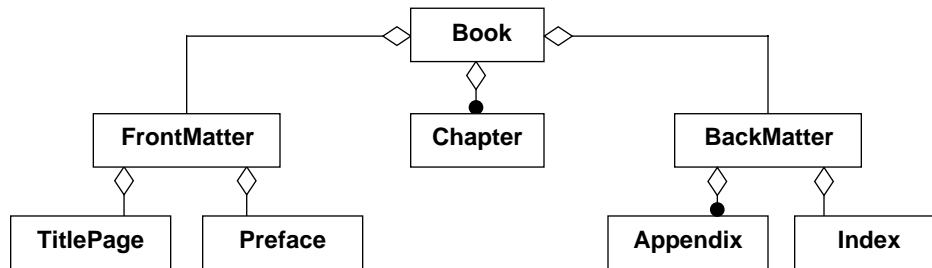 Book
FrontMatter
Chapter
BackMatter
TitlePage
Preface
Appendix
Index